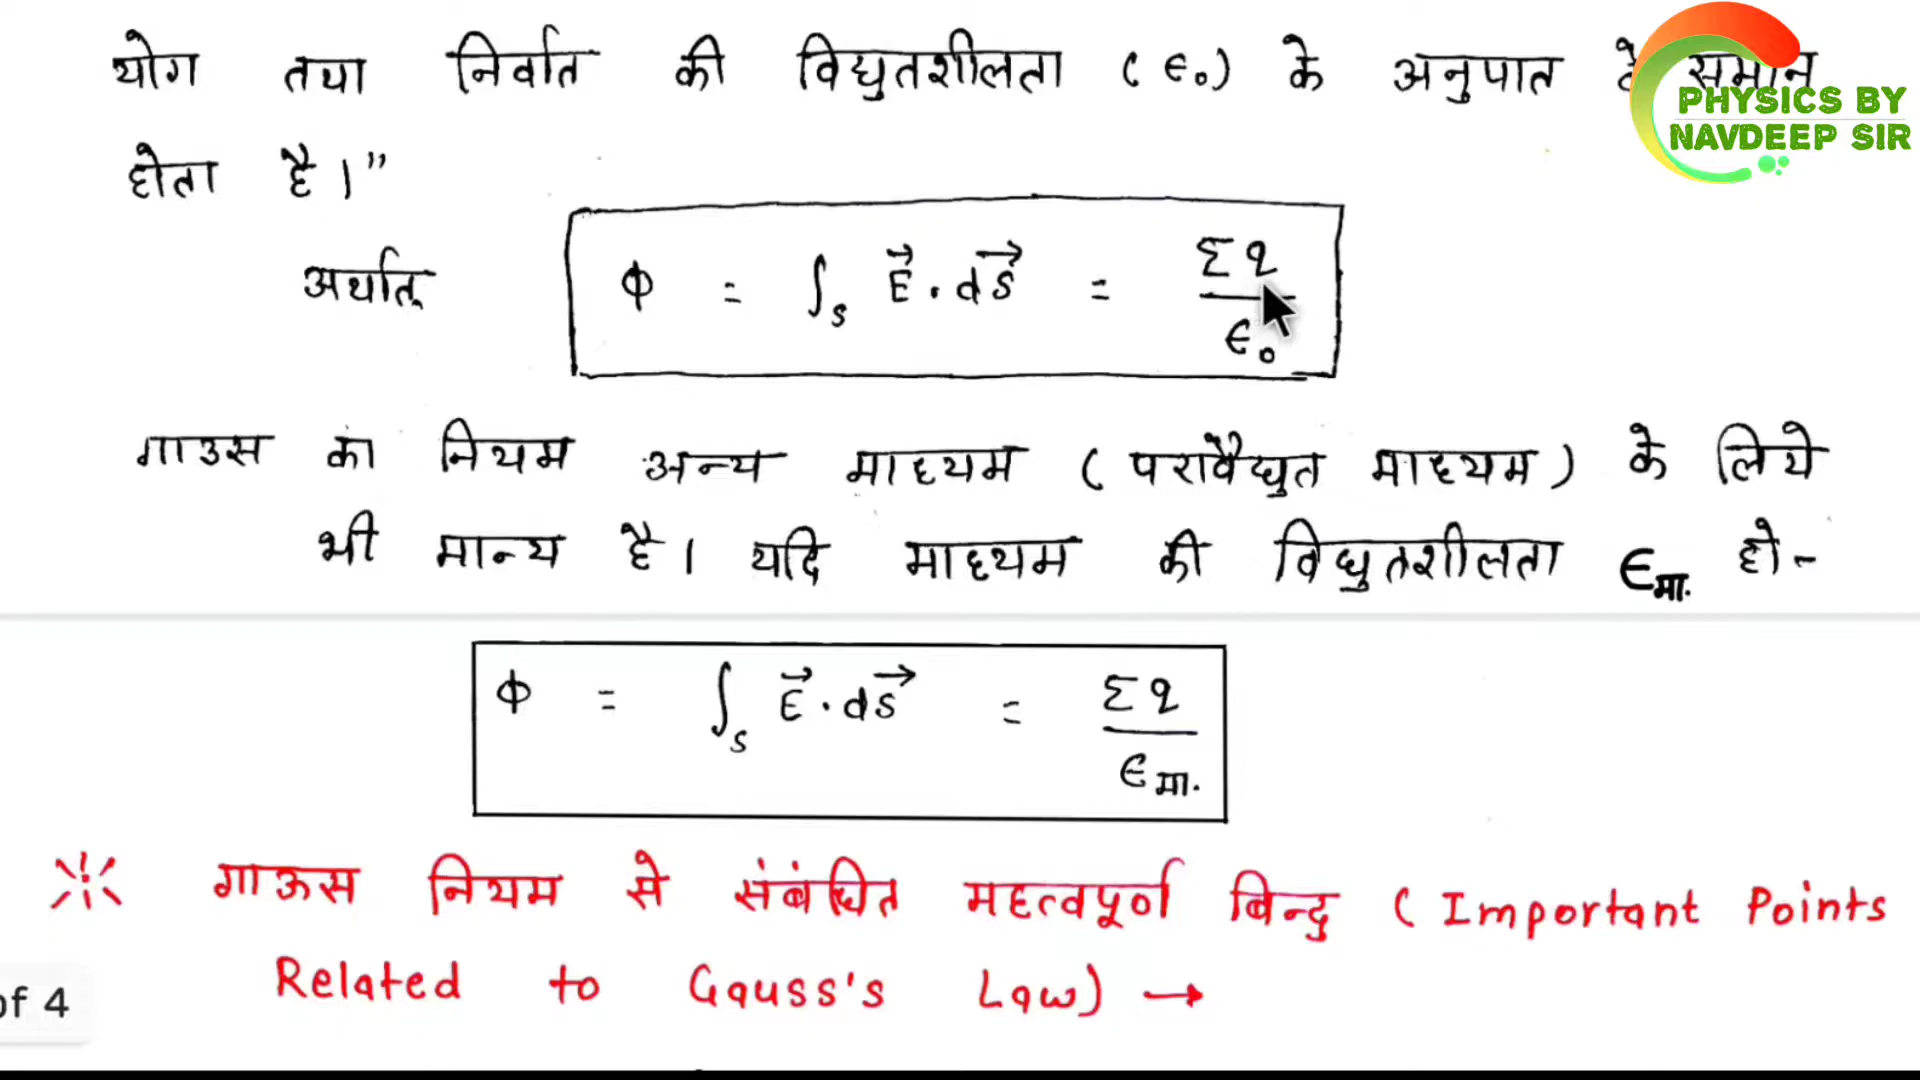 योग तथा निर्वात की विद्युतशीलता (ϵ₀) के अनुपात के समान
PHYSICS BY
NAVDEEP SIR
होता है।"
अर्थात् ϕ = ∫ₛ E⃗ . dS⃗ = Σq / ϵ₀
गाउस का नियम अन्य माध्यम ( परावैद्युत माध्यम ) के लिये
भी मान्य है। यदि माध्यम की विद्युतशीलता ϵमा. हो -
ϕ = ∫ₛ E⃗ . dS⃗ = Σq / ϵमा.
गाऊस नियम से संबंधित महत्वपूर्ण बिन्दु ( Important Points
Related to Gauss's Law) →
of 4